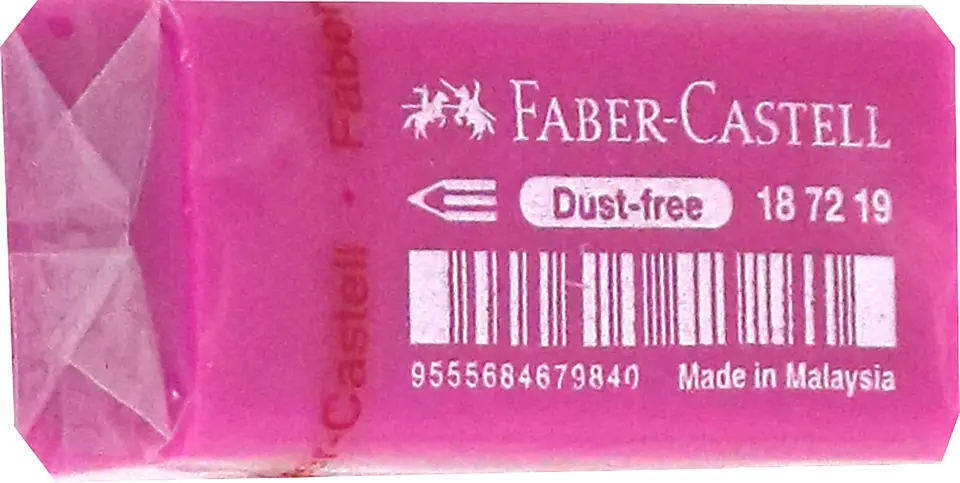 FABER-CASTELL
Dust-free 18 72 19
9555684679840 Made in Malaysia
Faber
-Castell